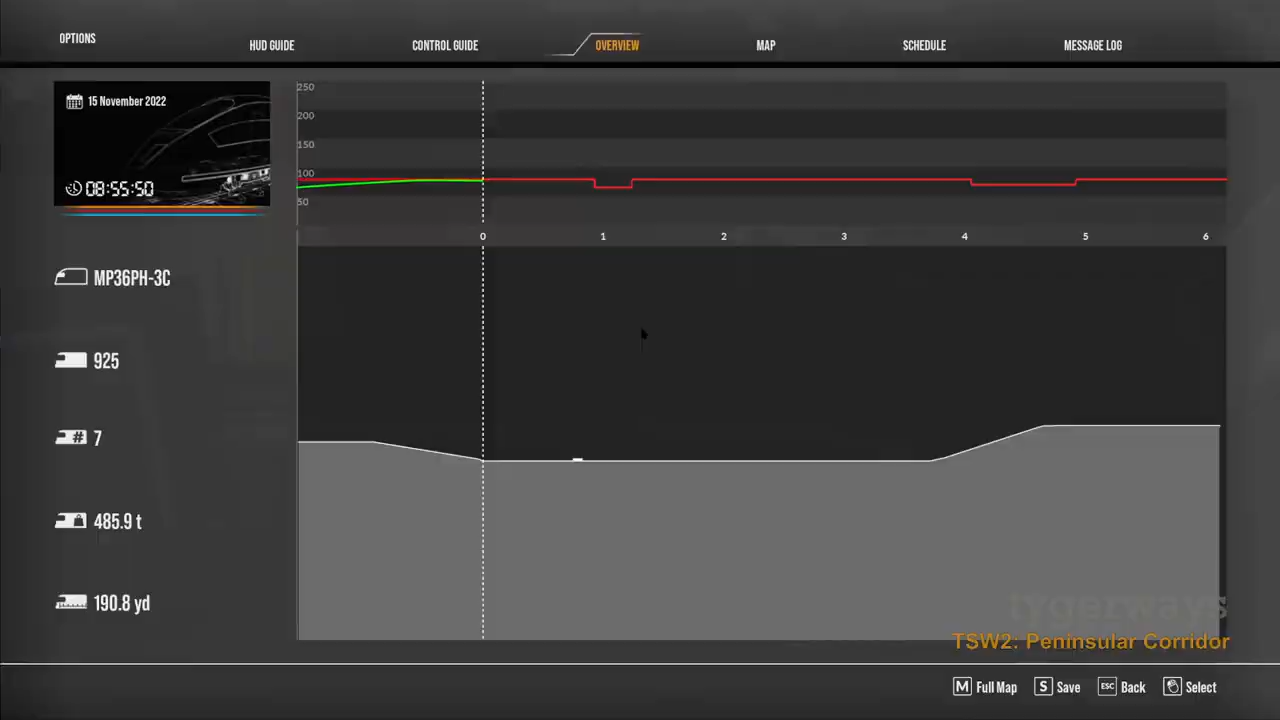 OPTIONS
HUD GUIDE
CONTROL GUIDE
OVERVIEW
MAP
SCHEDULE
MESSAGE LOG
15 November 2022
08:55:50
250
200
150
100
50
0 1 2 3 4 5 6
MP36PH-3C
925
# 7
485.9 t
190.8 yd
tygerways
TSW2: Peninsular Corridor
M Full Map S Save ESC Back Select